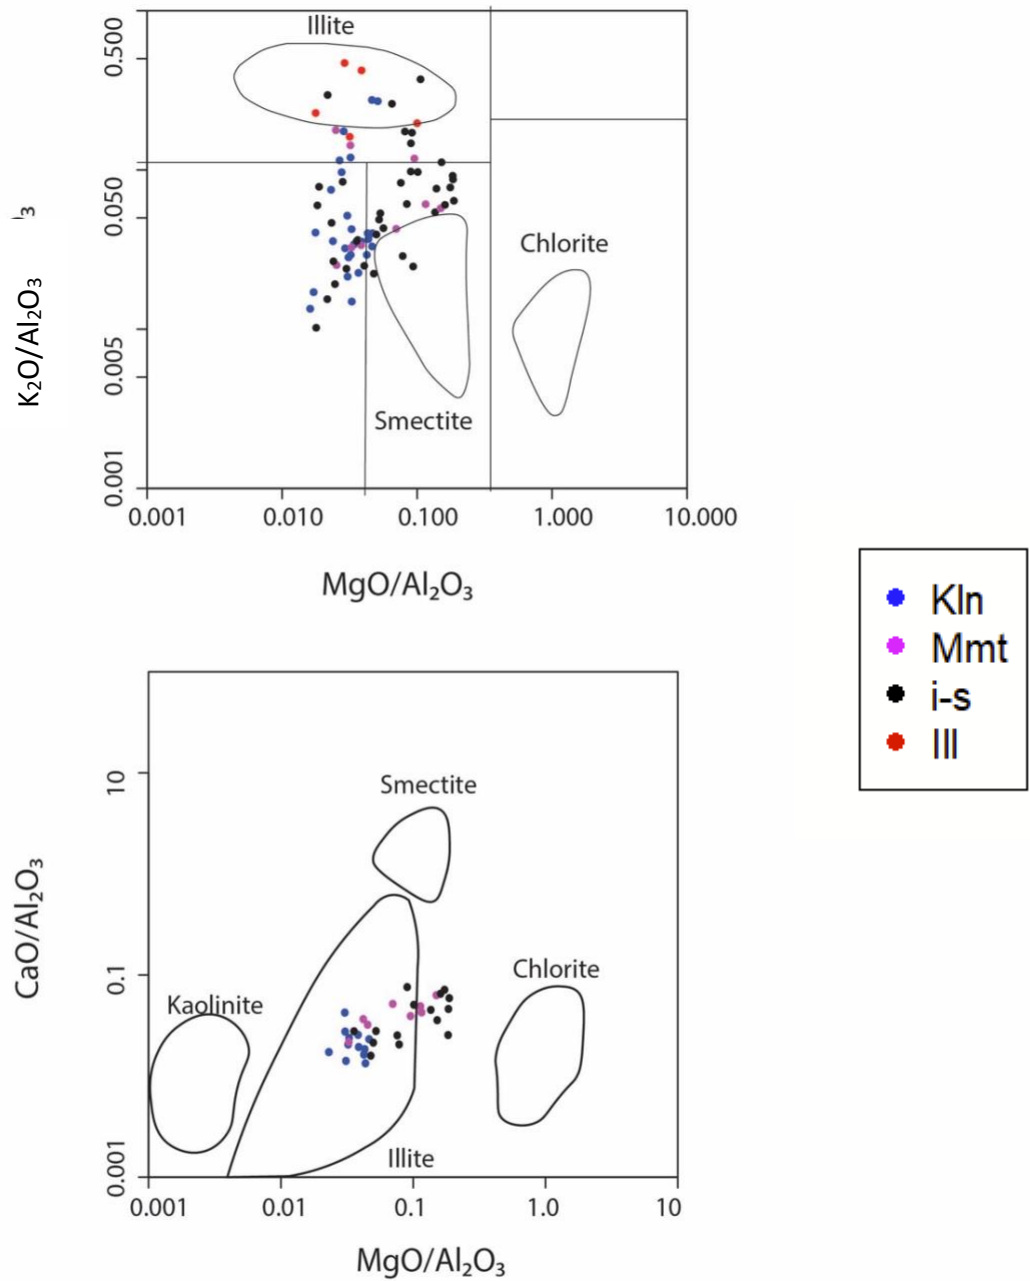 Illite
0.500
0.050
0.005
0.001
₃
K₂O/Al₂O₃
Chlorite
Smectite
0.001 0.010 0.100 1.000 10.000
MgO/Al₂O₃
Kln
Mmt
i-s
Ill
10
0.1
0.001
CaO/Al₂O₃
Smectite
Chlorite
Kaolinite
Illite
0.001 0.01 0.1 1.0 10
MgO/Al₂O₃